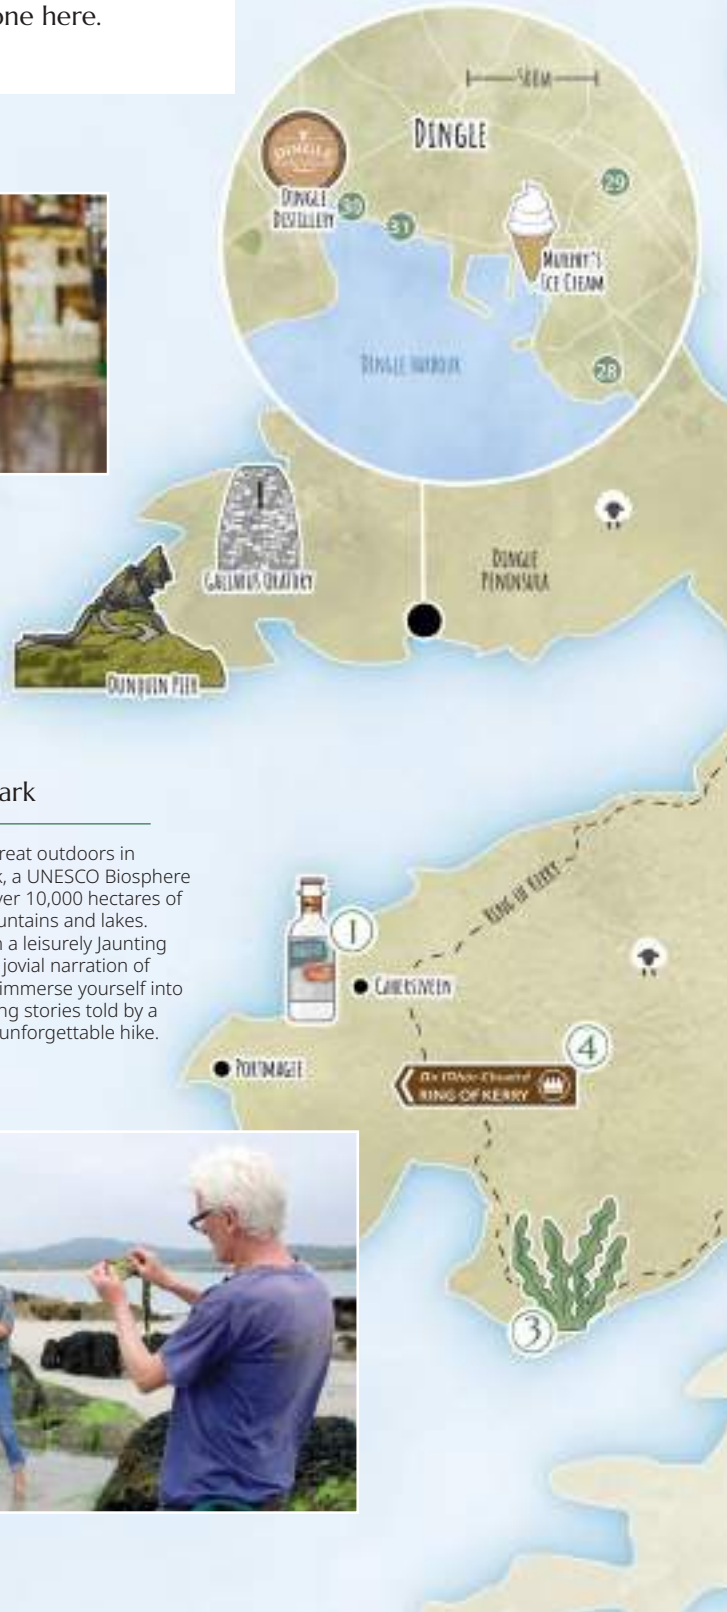 one here.
500M
DINGLE
DINGLE
29
DINGLE
DISTILLERY
30
31
MURPHY'S
ICE CREAM
DINGLE HARBOUR
28
GALLARUS ORATORY
DINGLE
PENINSULA
DUNQUIN PIER
ark
reat outdoors in
k, a UNESCO Biosphere
ver 10,000 hectares of
untains and lakes.
n a leisurely Jaunting
jovial narration of
immerse yourself into
ng stories told by a
unforgettable hike.
RING OF KERRY
1
CAHERSIVEEN
4
PORTMAGEE
RING OF KERRY
3